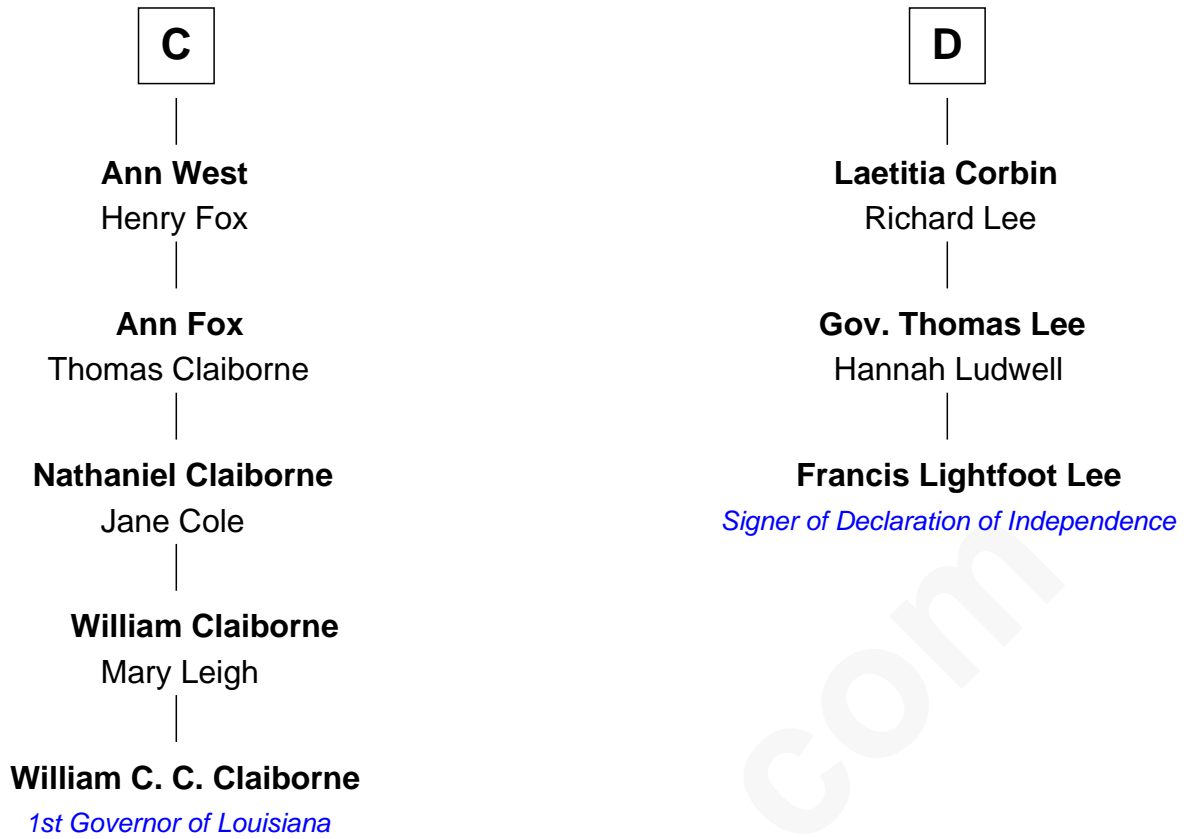 C
Ann West
Henry Fox
Ann Fox
Thomas Claiborne
Nathaniel Claiborne
Jane Cole
William Claiborne
Mary Leigh
William C. C. Claiborne
1st Governor of Louisiana
D
Laetitia Corbin
Richard Lee
Gov. Thomas Lee
Hannah Ludwell
Francis Lightfoot Lee
Signer of Declaration of Independence
com